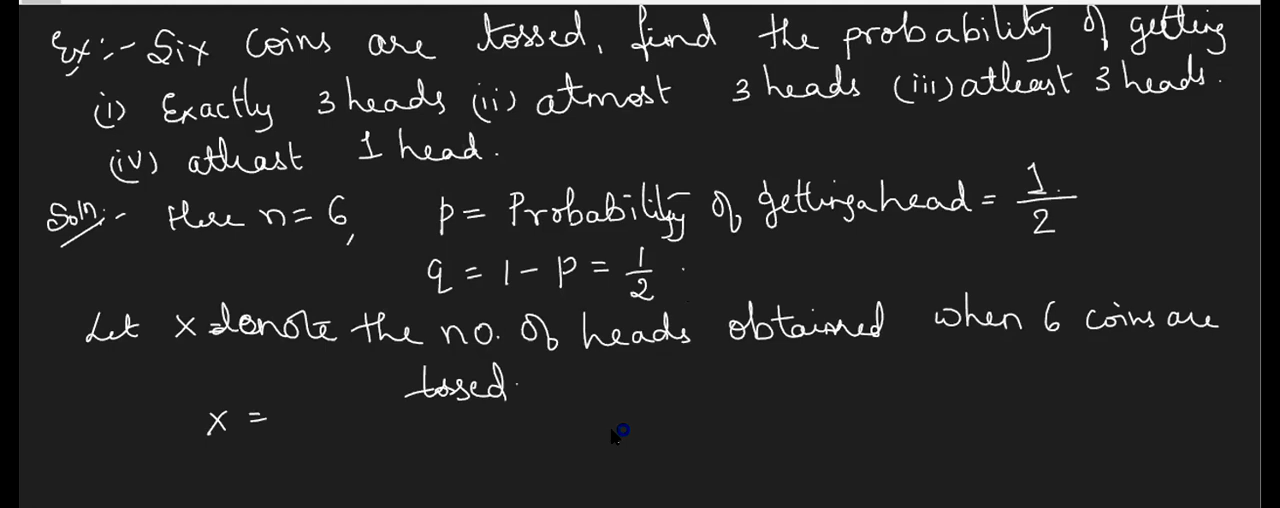 Ex:- Six coins are tossed, find the probability of getting
(i) Exactly 3 heads (ii) atmost 3 heads (iii) atleast 3 heads.
(iv) atleast 1 head.
Soln:- Here n = 6, p = Probability of getting a head = 1/2
q = 1 - p = 1/2.
Let x denote the no. of heads obtained when 6 coins are
tossed.
x =